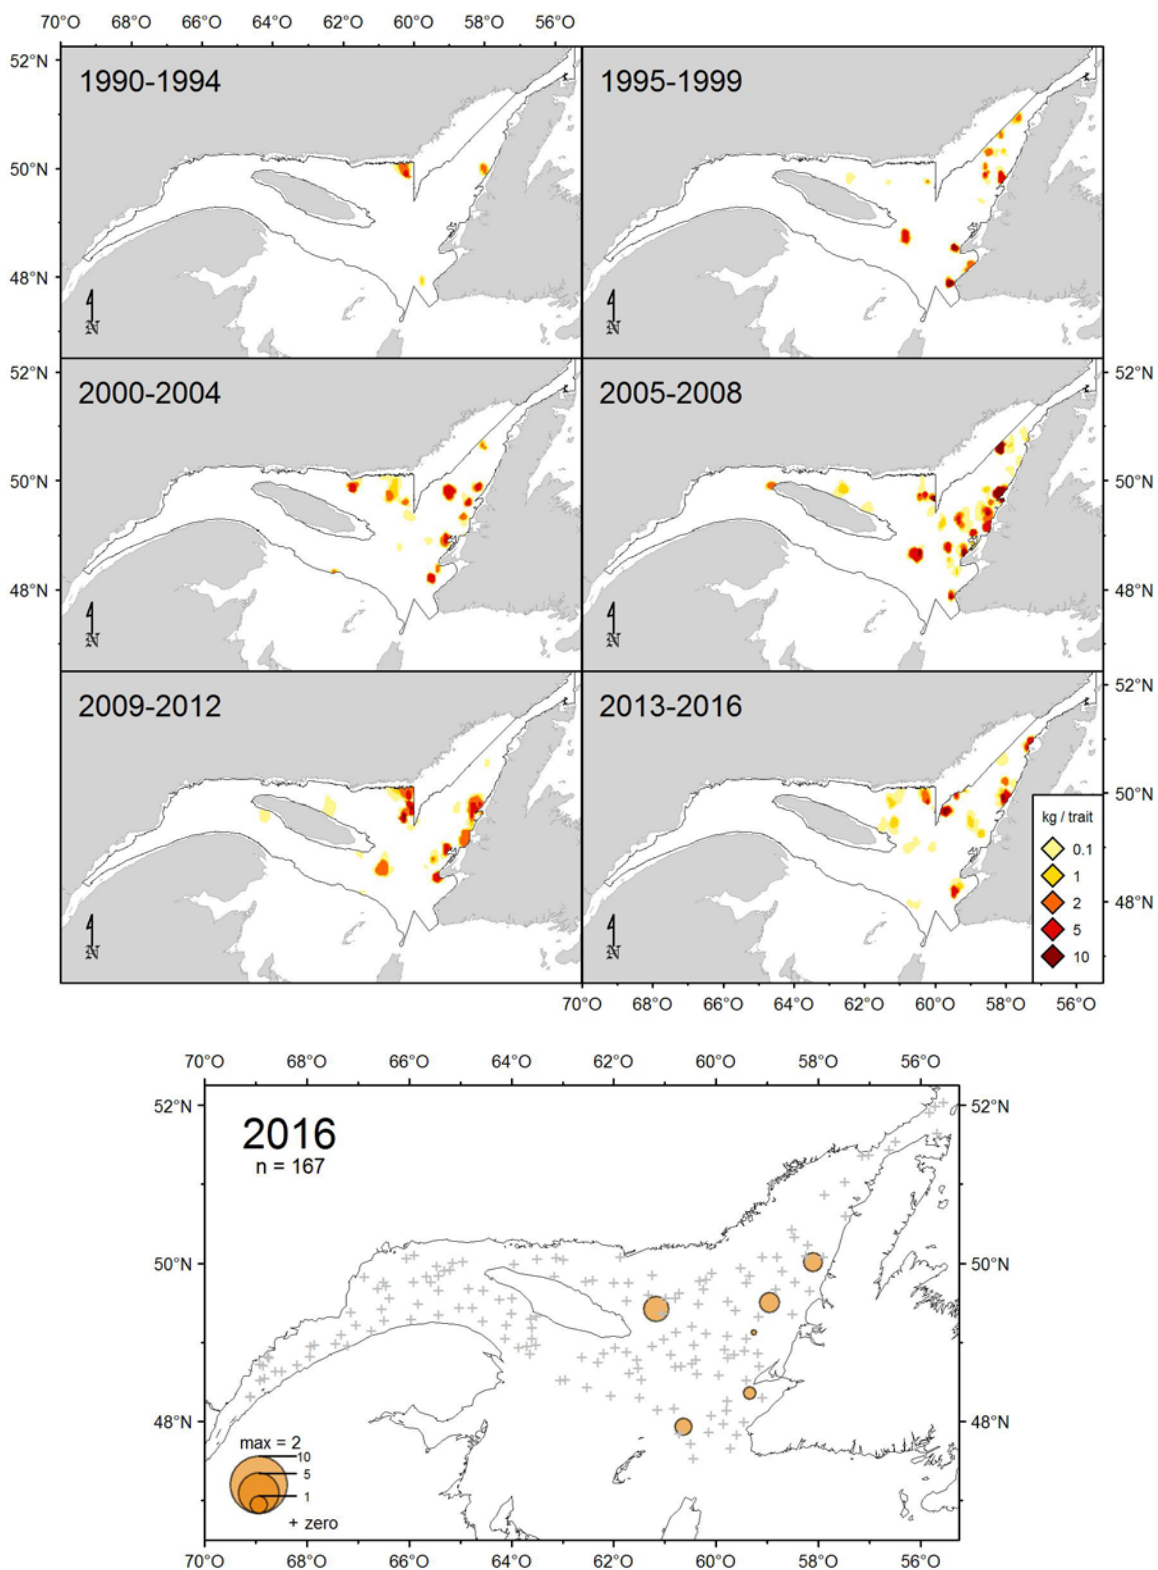 70°O 68°O 66°O 64°O 62°O 60°O 58°O 56°O
52°N
1990-1994 1995-1999
50°N
48°N
N N
52°N 52°N
2000-2004 2005-2008
50°N 50°N
48°N 48°N
N N
52°N 52°N
2009-2012 2013-2016
50°N 50°N
kg / trait
0.1
1
48°N 2 48°N
5
10
N N
70°O 68°O 66°O 64°O 62°O 60°O 58°O 56°O
70°O 68°O 66°O 64°O 62°O 60°O 58°O 56°O
52°N 52°N
2016
n = 167
50°N 50°N
48°N 48°N
max = 2
10
5
1
+ zero
70°O 68°O 66°O 64°O 62°O 60°O 58°O 56°O